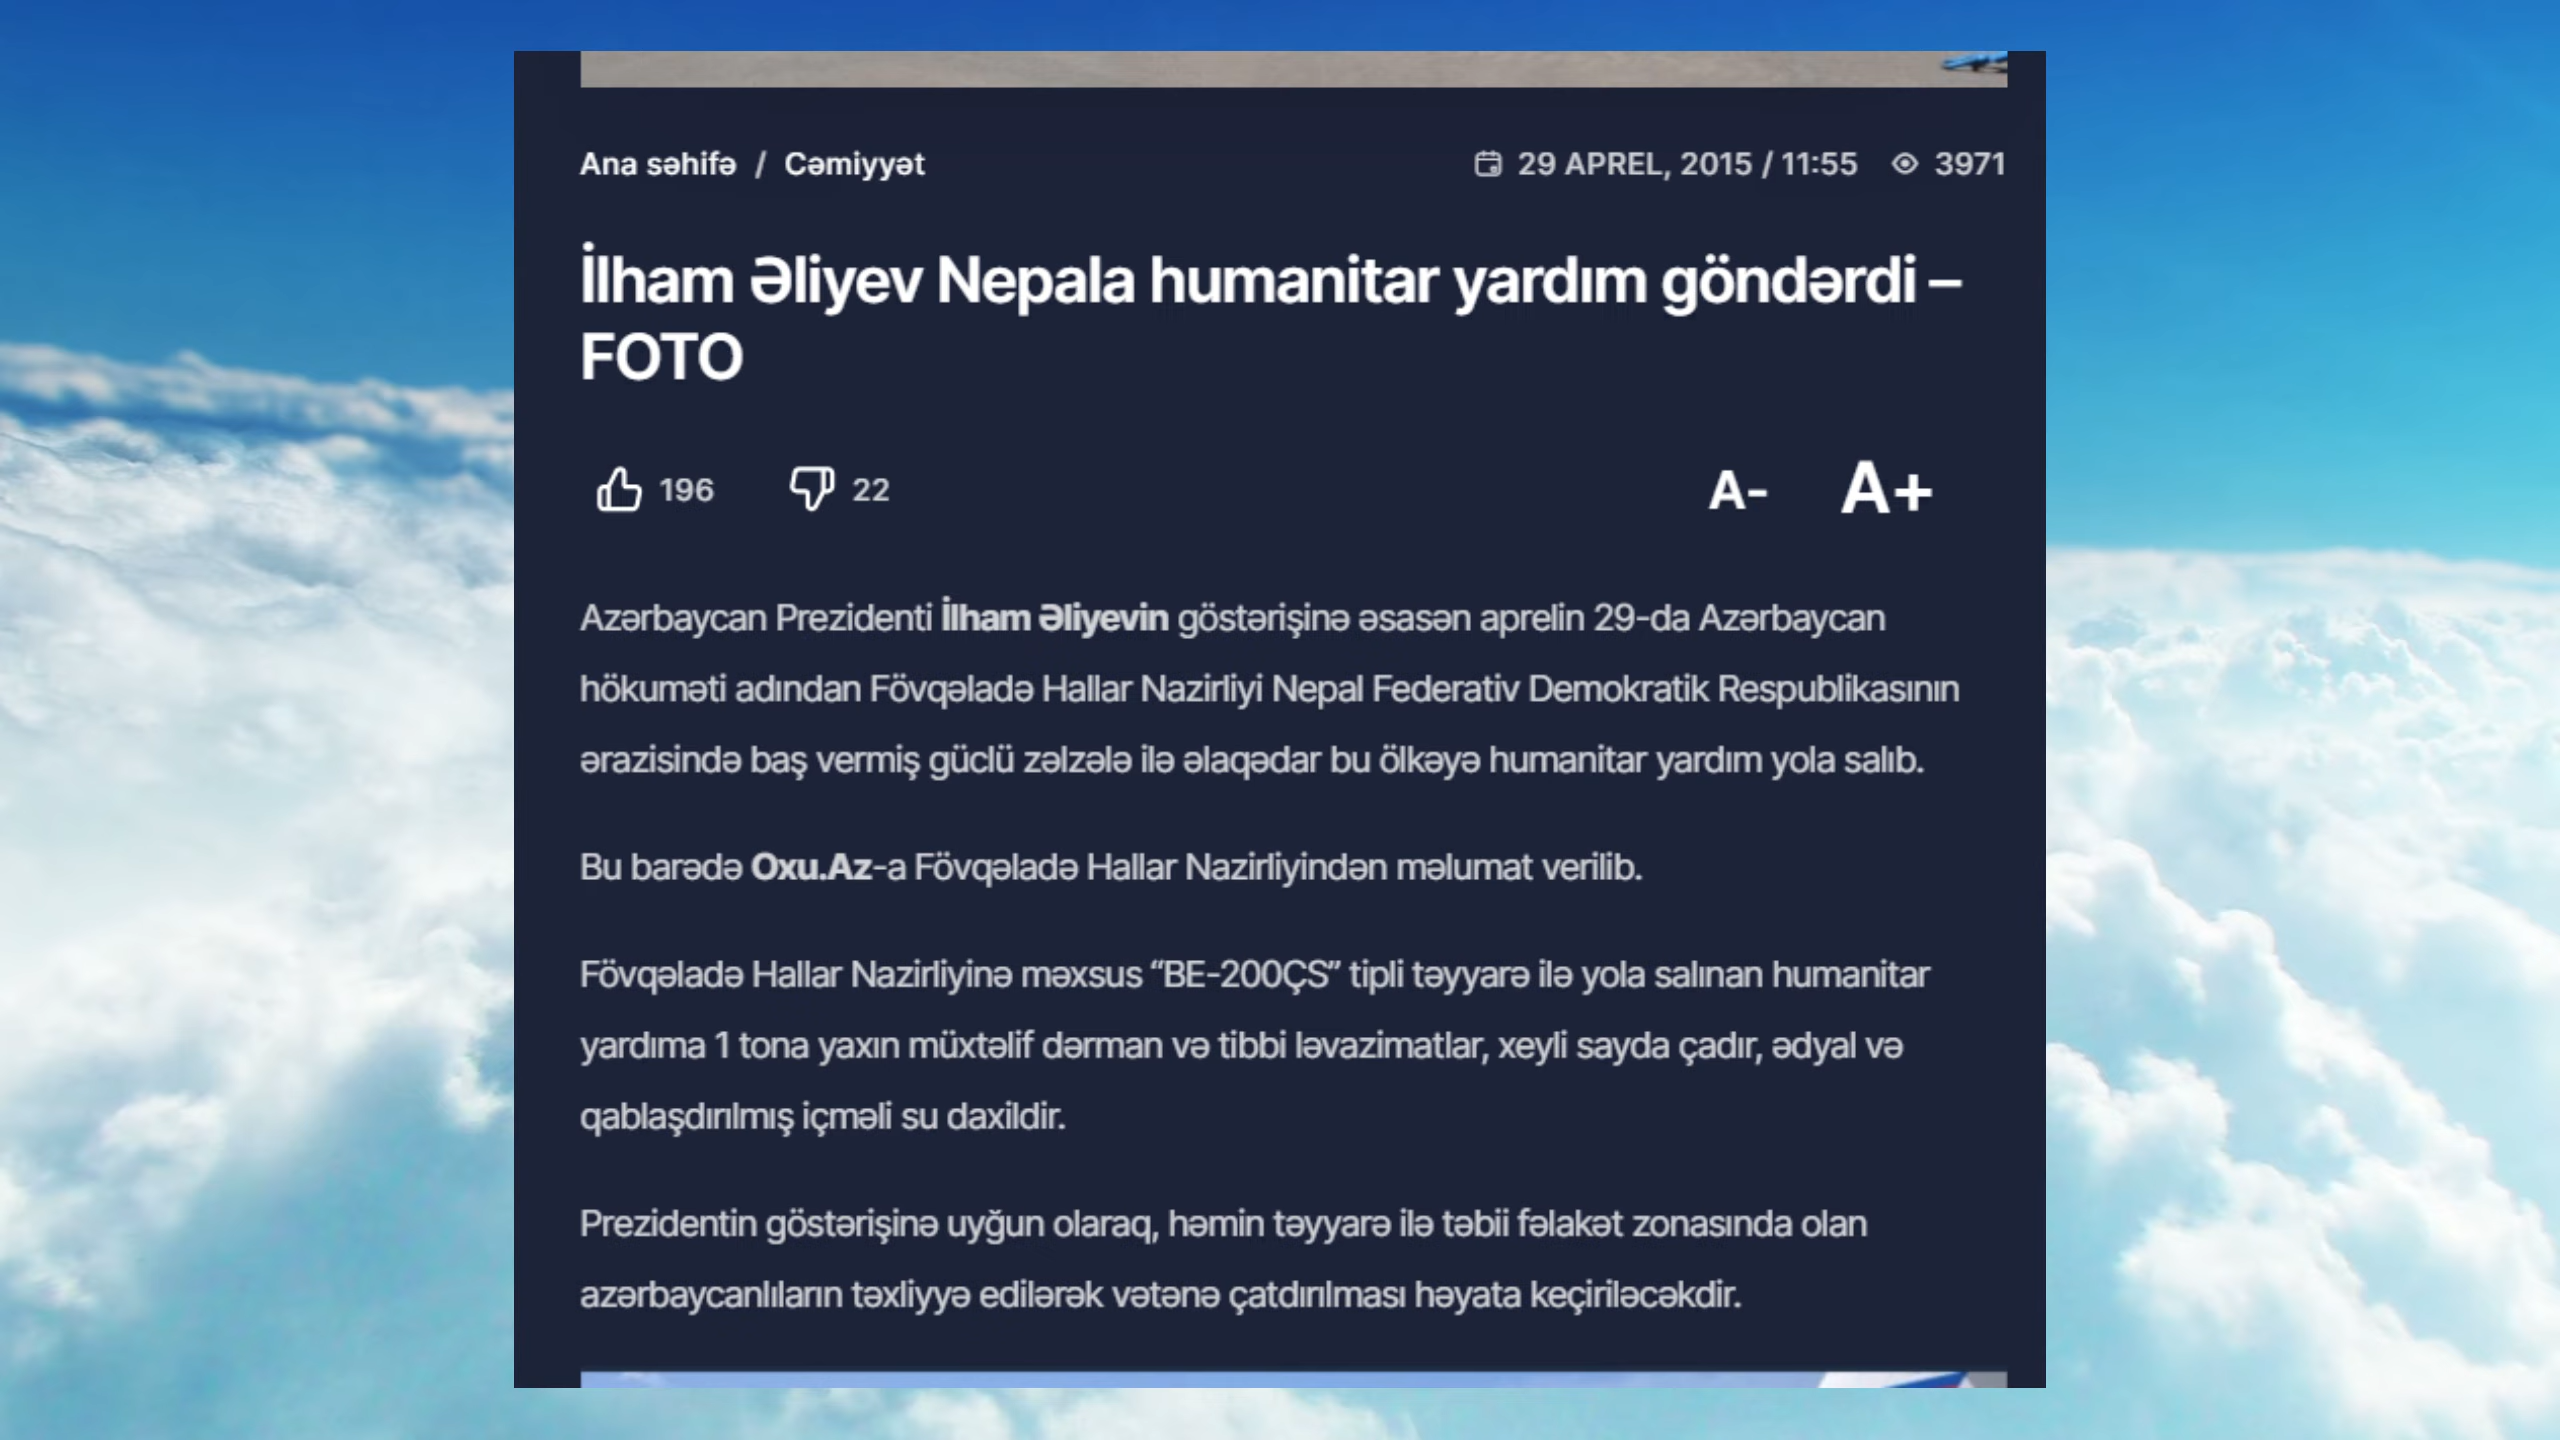 Ana səhifə / Cəmiyyət
29 APREL, 2015 / 11:55 3971
İlham Əliyev Nepala humanitar yardım göndərdi –
FOTO
196 22
A- A+
Azərbaycan Prezidenti İlham Əliyevin göstərişinə əsasən aprelin 29-da Azərbaycan
hökuməti adından Fövqəladə Hallar Nazirliyi Nepal Federativ Demokratik Respublikasının
ərazisində baş vermiş güclü zəlzələ ilə əlaqədar bu ölkəyə humanitar yardım yola salıb.
Bu barədə Oxu.Az-a Fövqəladə Hallar Nazirliyindən məlumat verilib.
Fövqəladə Hallar Nazirliyinə məxsus “BE-200ÇS” tipli təyyarə ilə yola salınan humanitar
yardıma 1 tona yaxın müxtəlif dərman və tibbi ləvazimatlar, xeyli sayda çadır, ədyal və
qablaşdırılmış içməli su daxildir.
Prezidentin göstərişinə uyğun olaraq, həmin təyyarə ilə təbii fəlakət zonasında olan
azərbaycanlıların təxliyyə edilərək vətənə çatdırılması həyata keçiriləcəkdir.